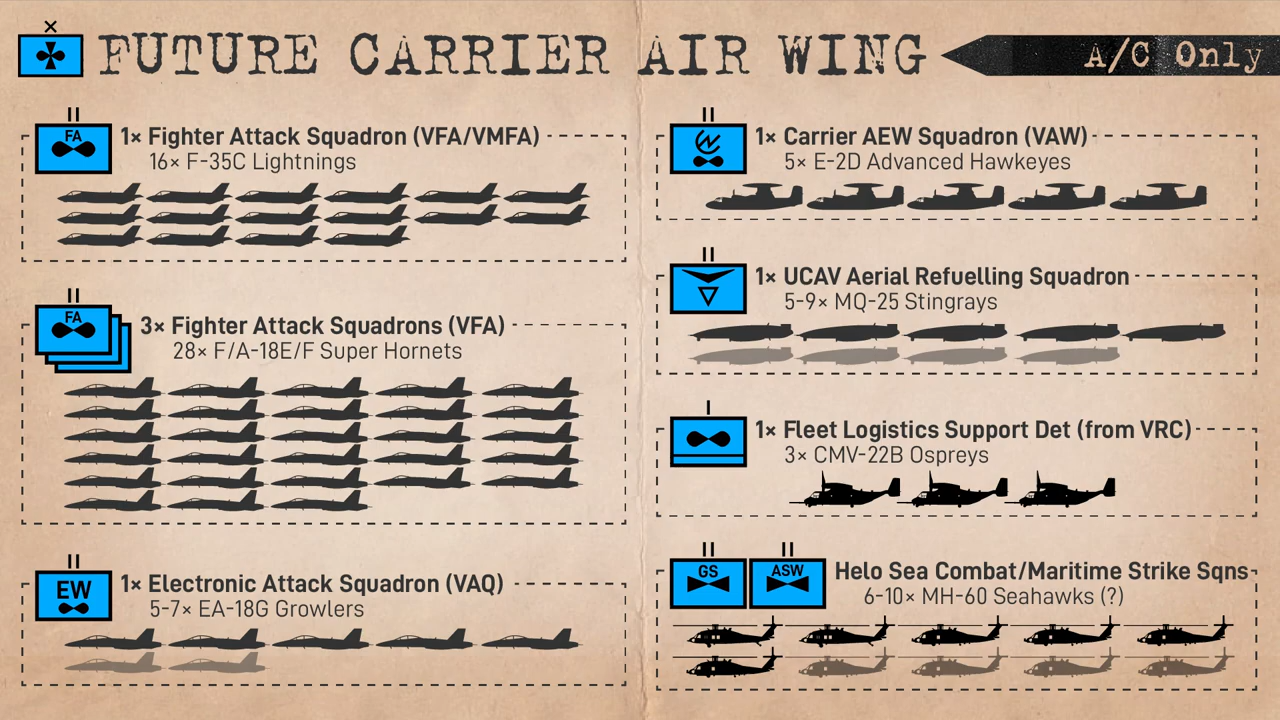 FUTURE CARRIER AIR WING
A/C Only
FA
1× Fighter Attack Squadron (VFA/VMFA)
16× F-35C Lightnings
FA
3× Fighter Attack Squadrons (VFA)
28× F/A-18E/F Super Hornets
EW
1× Electronic Attack Squadron (VAQ)
5-7× EA-18G Growlers
1× Carrier AEW Squadron (VAW)
5× E-2D Advanced Hawkeyes
1× UCAV Aerial Refuelling Squadron
5-9× MQ-25 Stingrays
1× Fleet Logistics Support Det (from VRC)
3× CMV-22B Ospreys
GS ASW
Helo Sea Combat/Maritime Strike Sqns
6-10× MH-60 Seahawks (?)